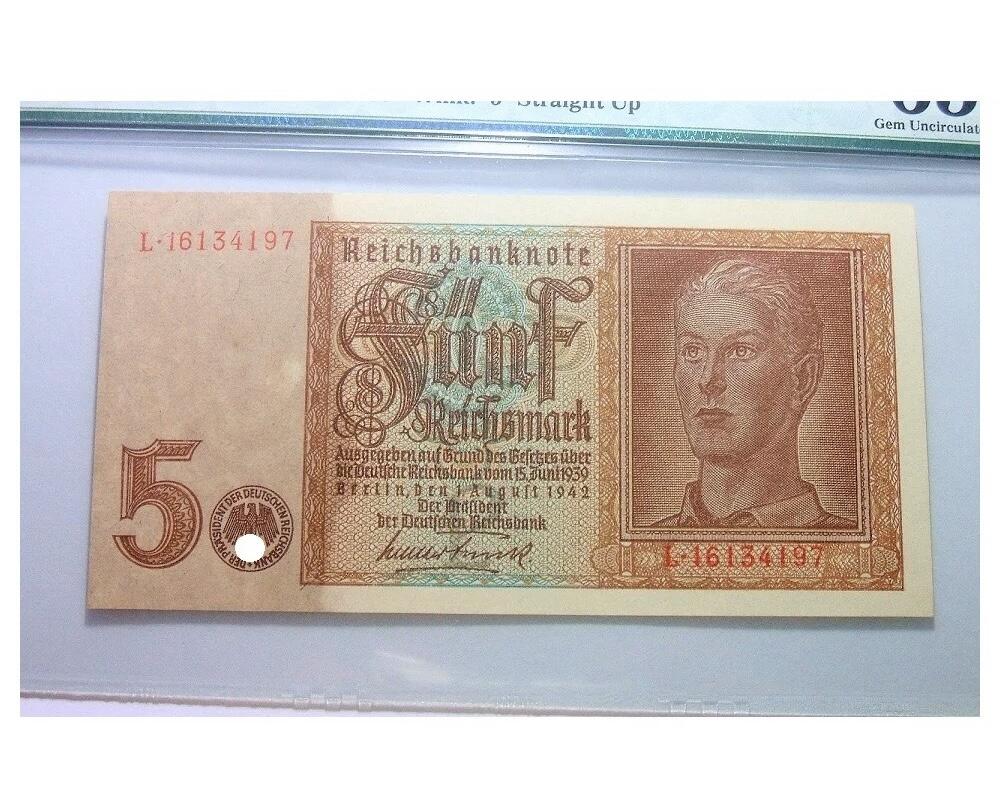 Straight Up
Gem Uncirculat
L·16134197
Reichsbanknote
Fünf
Reichsmark
Ausgegeben auf Grund des Gesetzes über
die Deutsche Reichsbank vom 15. Juni 1939
Berlin, den 1. August 1942
Der Präsident
der Deutschen Reichsbank
5
DER PRÄSIDENT DER DEUTSCHEN REICHSBANK
L·16134197